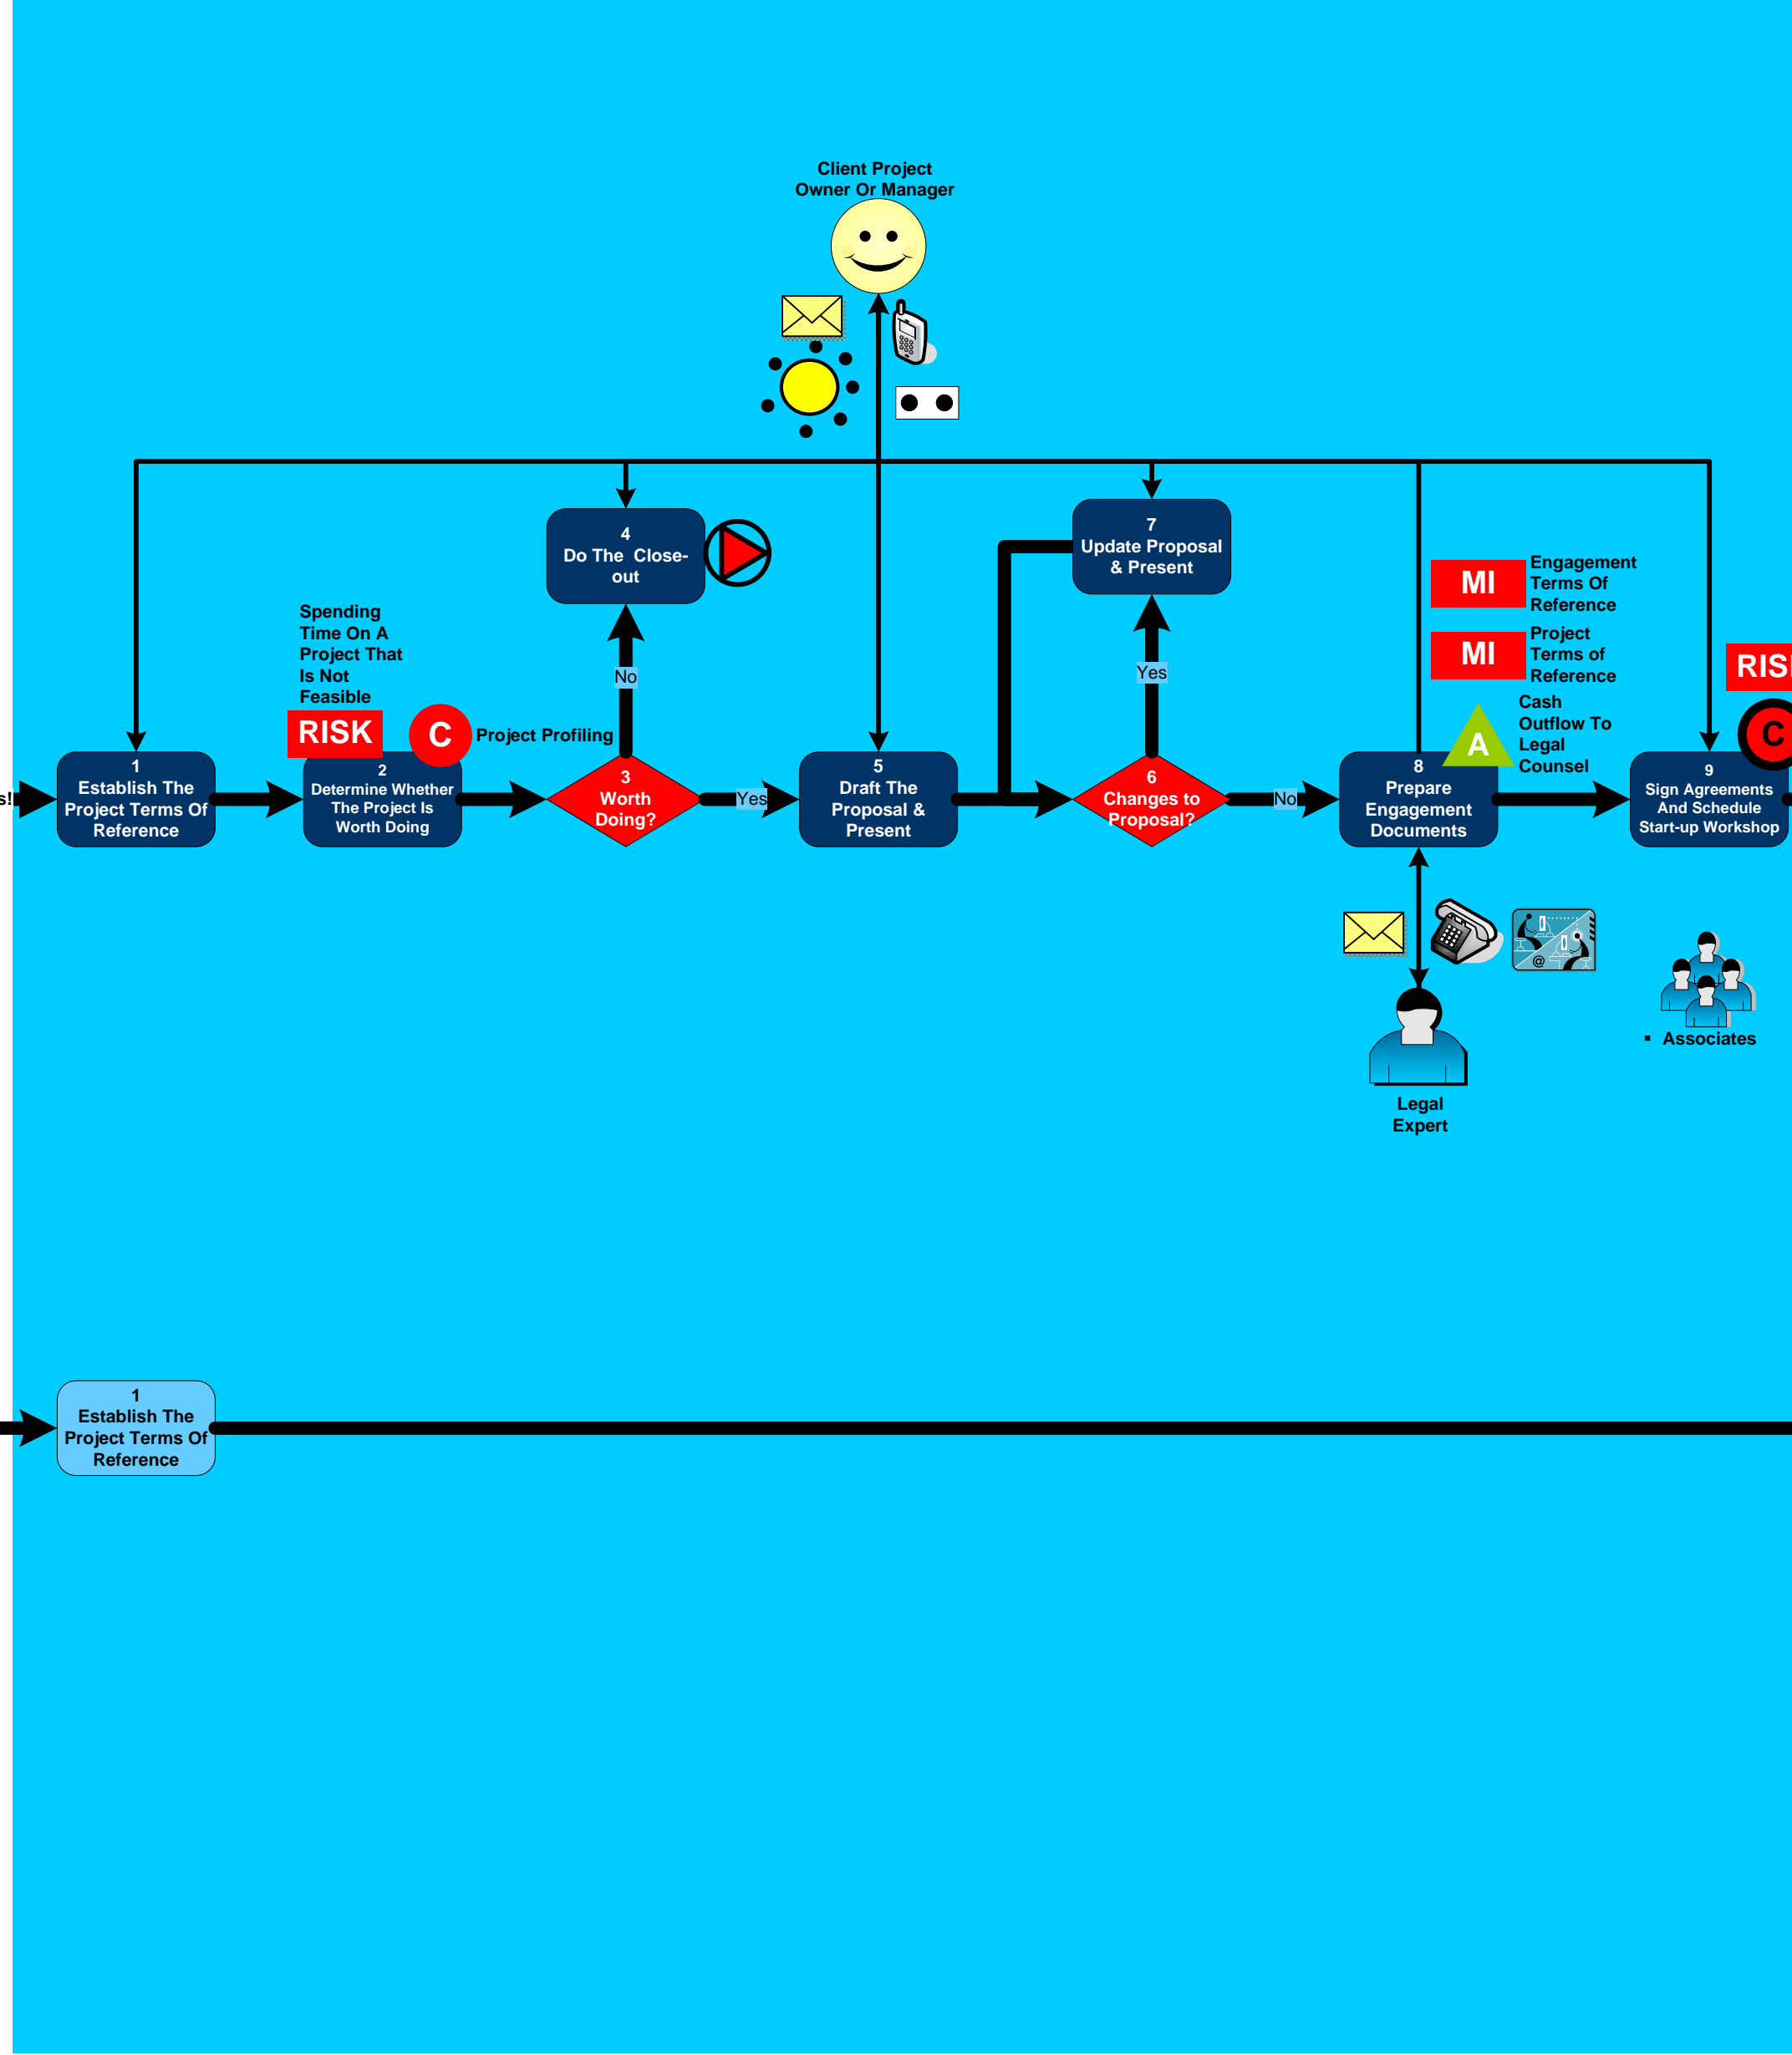 Client Project
Owner Or Manager
4
Do The Close-
out
7
Update Proposal
& Present
MI
Engagement
Terms Of
Reference
MI
Project
Terms of
Reference
Spending
Time On A
Project That
Is Not
Feasible
RISK
C
Project Profiling
No
Yes
A
Cash
Outflow To
Legal
Counsel
C
1
Establish The
Project Terms Of
Reference
2
Determine Whether
The Project Is
Worth Doing
3
Worth
Doing?
Yes
5
Draft The
Proposal &
Present
6
Changes to
Proposal?
No
8
Prepare
Engagement
Documents
9
Sign Agreements
And Schedule
Start-up Workshop
@
▪ Associates
Legal
Expert
1
Establish The
Project Terms Of
Reference